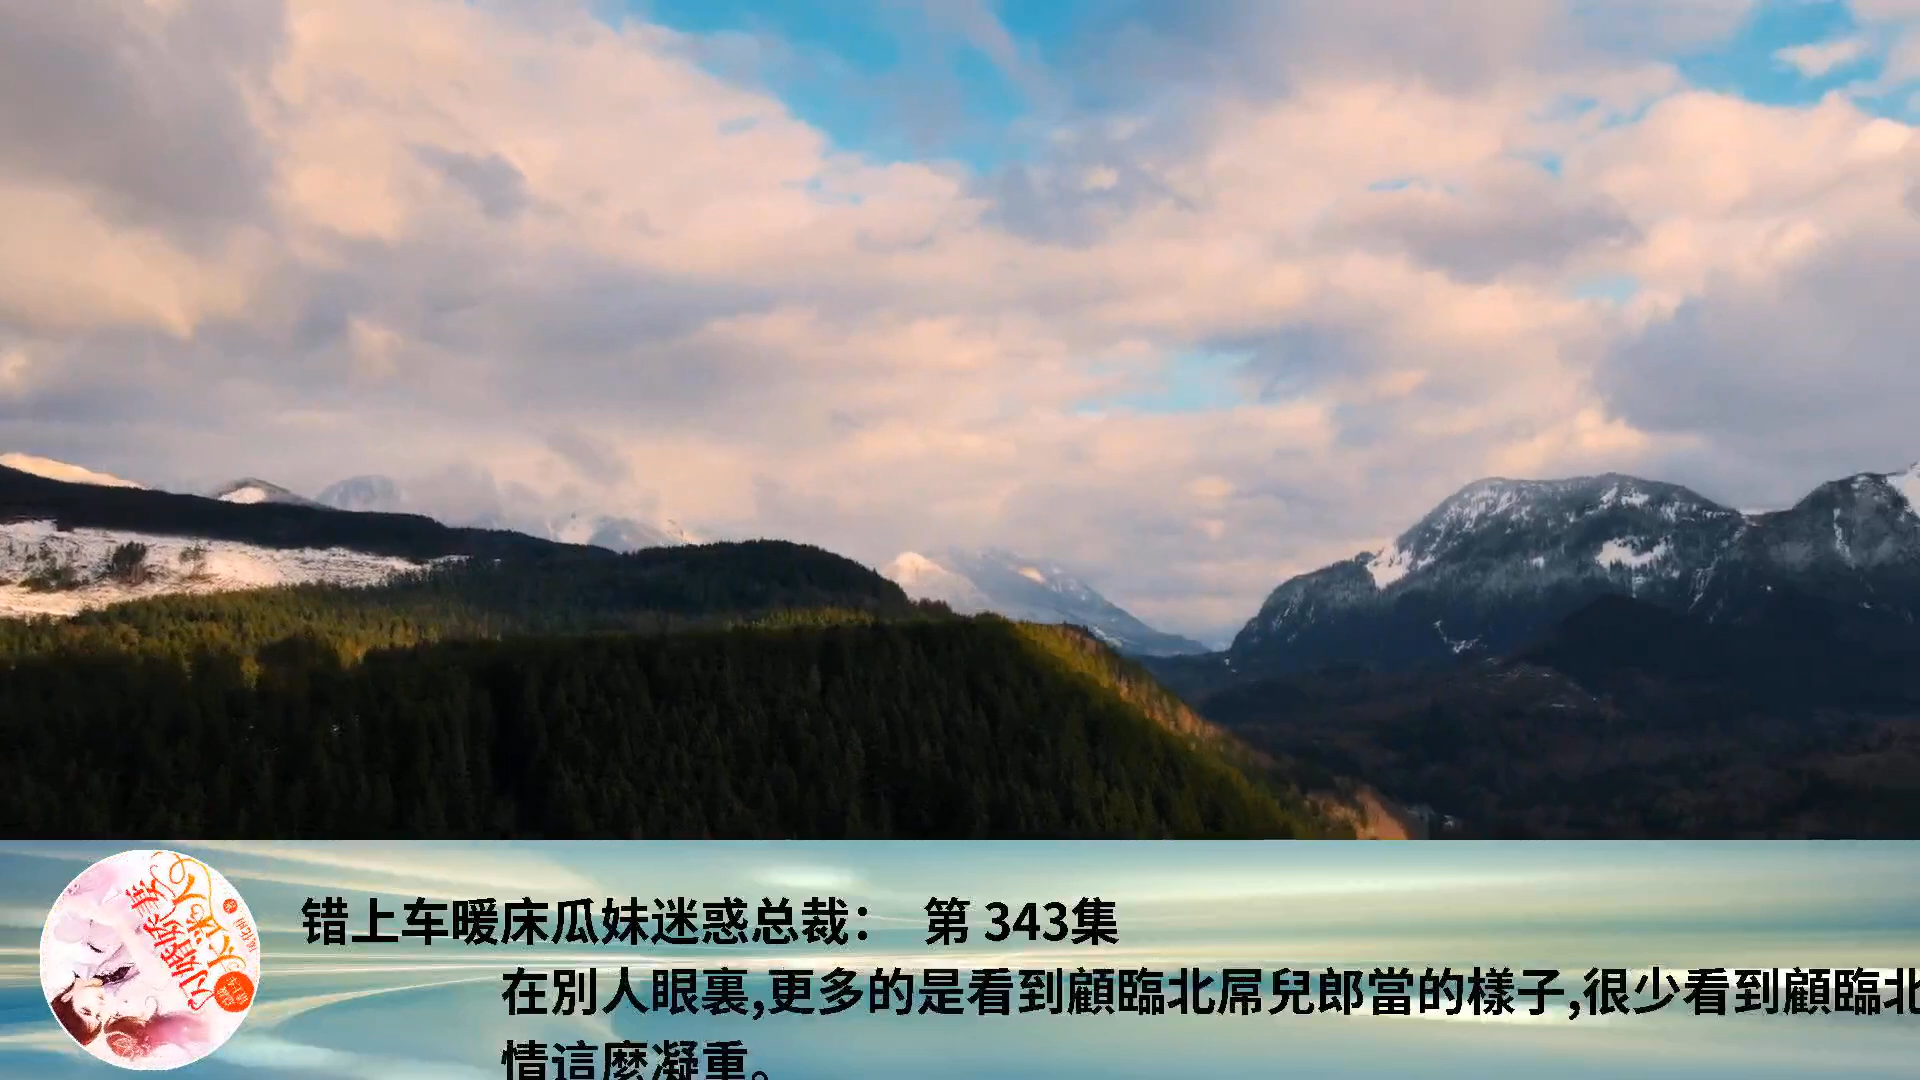 错上车暖床瓜妹迷惑总裁： 第 343集
在別人眼裏,更多的是看到顧臨北屌兒郎當的樣子,很少看到顧臨北
情這麼凝重。